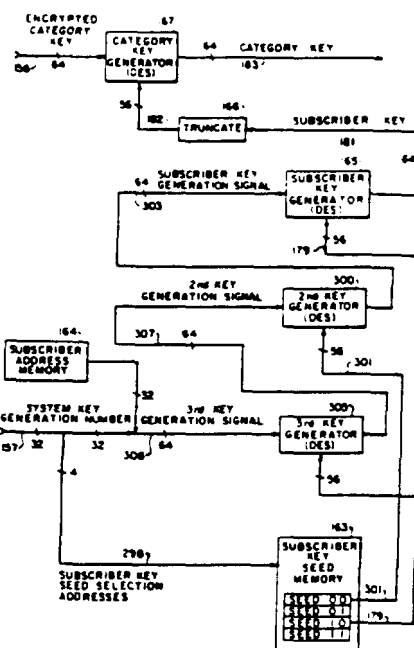 ENCRYPTED
CATEGORY
KEY
67
CATEGORY
KEY
GENERATOR
(DES)
64
CATEGORY KEY
156
64
183
56
182
166
TRUNCATE
SUBSCRIBER KEY
181
64
SUBSCRIBER KEY
GENERATION SIGNAL
64
303
165
SUBSCRIBER
KEY
GENERATOR
(DES)
179
56
2nd KEY
GENERATION SIGNAL
300
2nd KEY
GENERATOR
(DES)
307
64
56
301
164
SUBSCRIBER
ADDRESS
MEMORY
32
SYSTEM KEY
GENERATION NUMBER
3rd KEY
GENERATION SIGNAL
305
3rd KEY
GENERATOR
(DES)
157
32
32
308
64
4
56
298
163
SUBSCRIBER KEY
SEED SELECTION
ADDRESSES
SUBSCRIBER
KEY
SEED
MEMORY
SEED 00
SEED 01
SEED 10
SEED 11
301
179